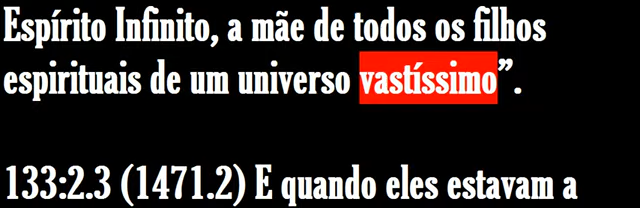 Espírito Infinito, a mãe de todos os filhos
espirituais de um universo vastíssimo”.
133:2.3 (1471.2) E quando eles estavam a